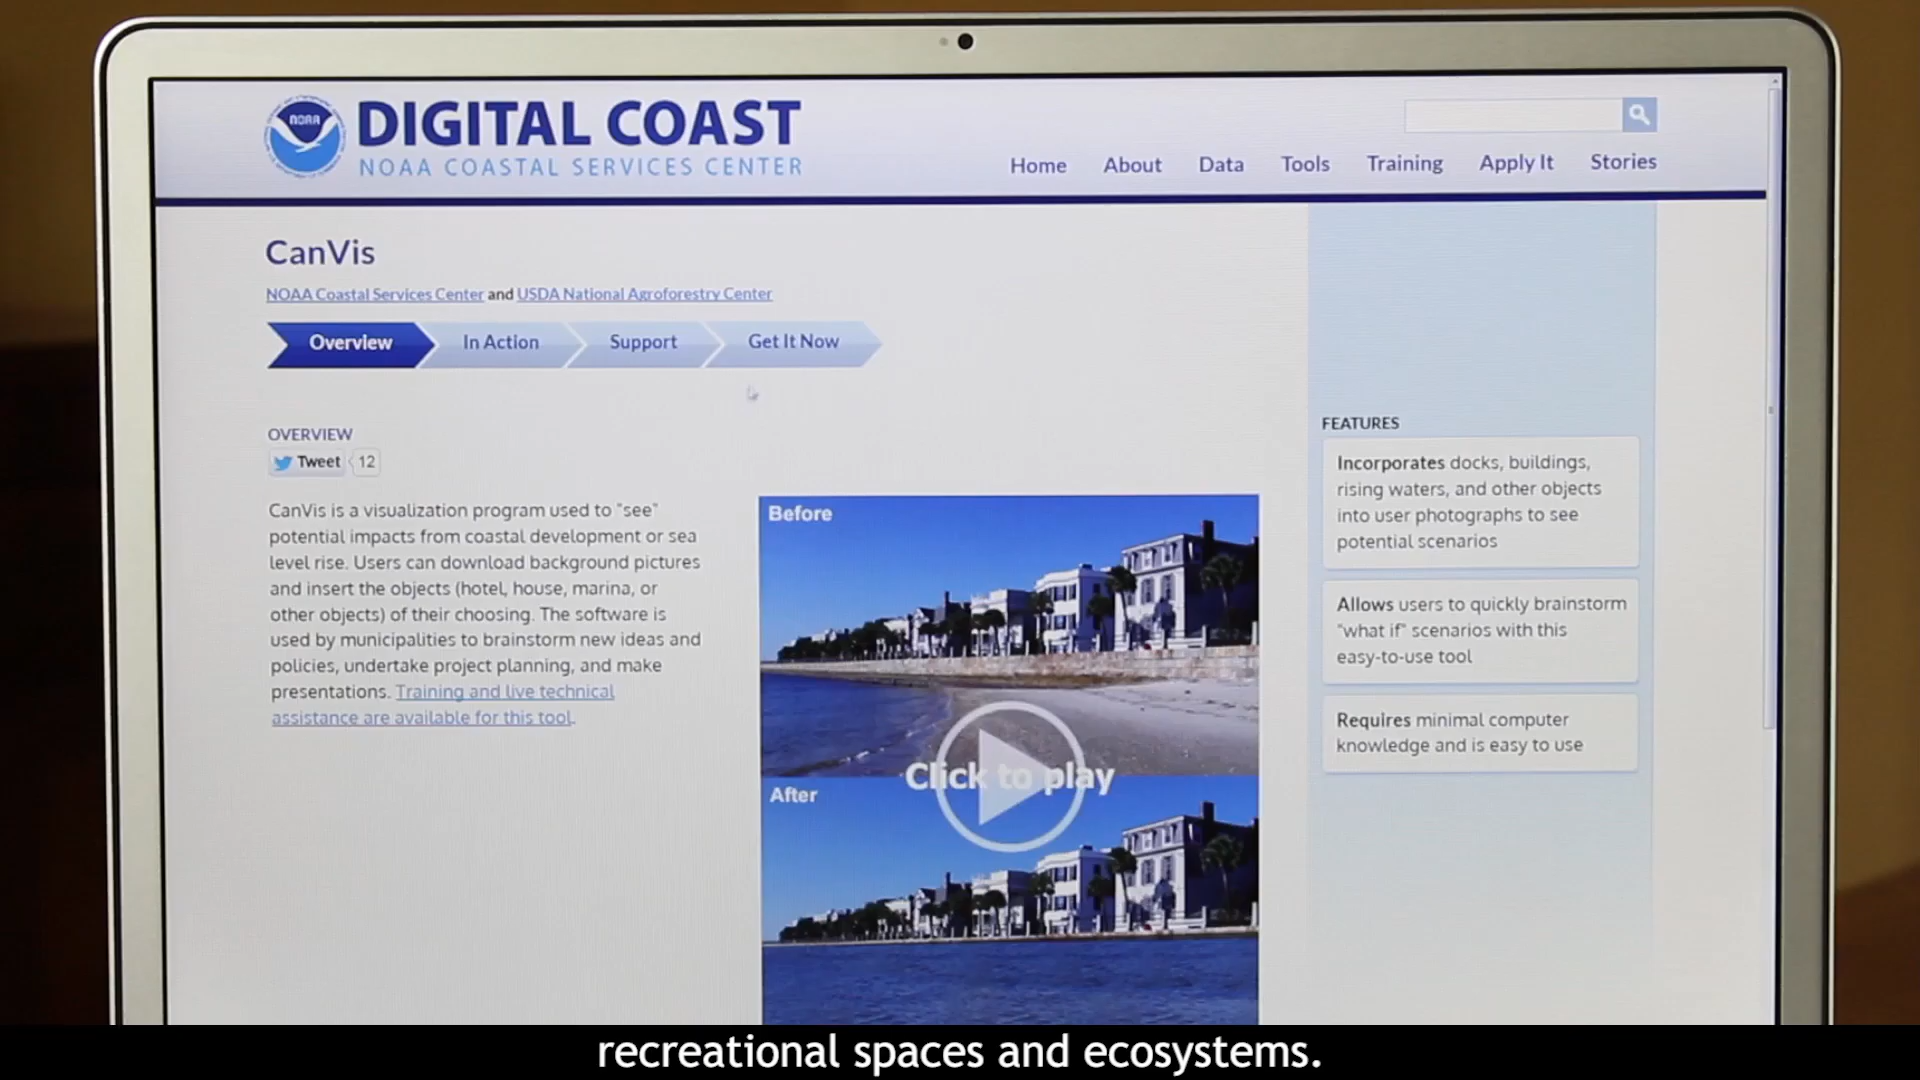 NOAA
DIGITAL COAST
NOAA COASTAL SERVICES CENTER
Home About Data Tools Training Apply It Stories
CanVis
NOAA Coastal Services Center and USDA National Agroforestry Center
Overview In Action Support Get It Now
OVERVIEW
Tweet 12
CanVis is a visualization program used to "see"
potential impacts from coastal development or sea
level rise. Users can download background pictures
and insert the objects (hotel, house, marina, or
other objects) of their choosing. The software is
used by municipalities to brainstorm new ideas and
policies, undertake project planning, and make
presentations. Training and live technical
assistance are available for this tool.
Before
Click to play
After
FEATURES
Incorporates docks, buildings,
rising waters, and other objects
into user photographs to see
potential scenarios
Allows users to quickly brainstorm
"what if" scenarios with this
easy-to-use tool
Requires minimal computer
knowledge and is easy to use
recreational spaces and ecosystems.